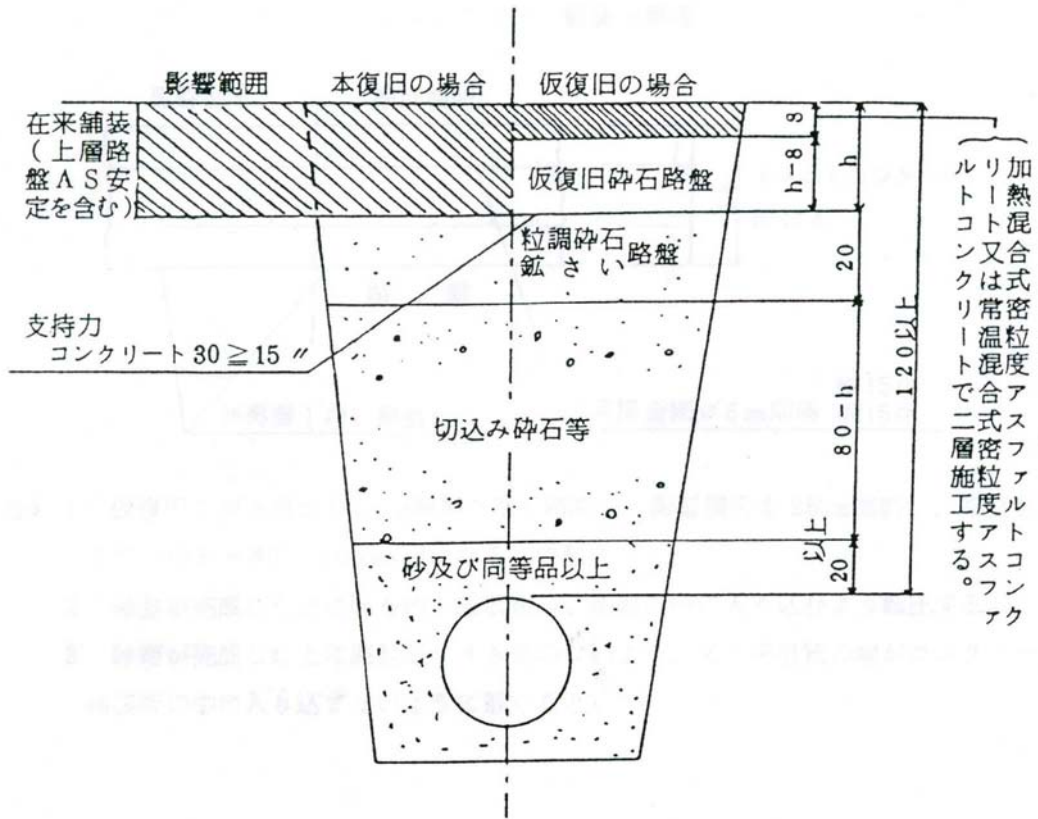 影響範囲
本復旧の場合
仮復旧の場合
在来舗装
(上層路
盤AS安
定を含む)
8
h
h-8
仮復旧砕石路盤
粒調砕石
鉱さい
路盤
20
支持力
コンクリート30≧15〃
120以上
切込み砕石等
80h
以上
20
砂及び同等品以上
加熱混合式密粒度アスファルトコンク
リート又は常温混合式密粒度アスファ
ルトコンクリートで二層施工する。